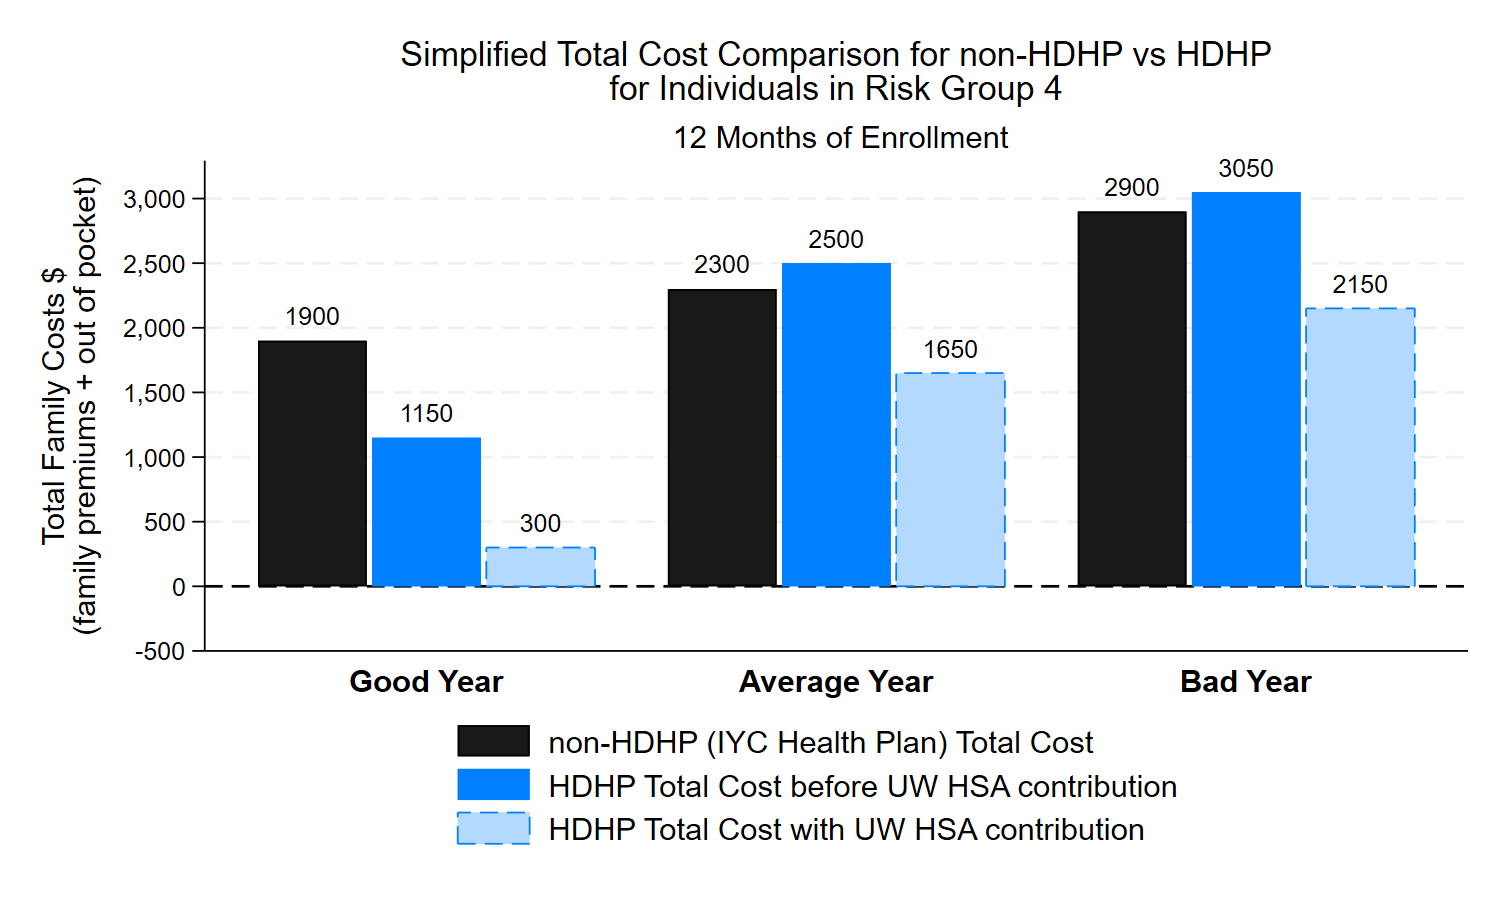 Simplified Total Cost Comparison for non-HDHP vs HDHP
for Individuals in Risk Group 4
12 Months of Enrollment
Total Family Costs $
(family premiums + out of pocket)
3,000
2,500
2,000
1,500
1,000
500
0
-500
1900
1150
300
2300
2500
1650
2900
3050
2150
Good Year
Average Year
Bad Year
non-HDHP (IYC Health Plan) Total Cost
HDHP Total Cost before UW HSA contribution
HDHP Total Cost with UW HSA contribution